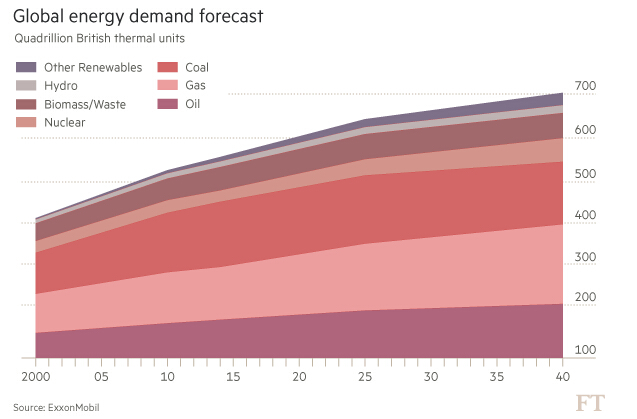 Global energy demand forecast
Quadrillion British thermal units
Other Renewables
Coal
Hydro
Gas
Biomass/Waste
Oil
Nuclear
700
600
500
400
300
200
100
2000 05 10 15 20 25 30 35 40
Source: ExxonMobil
FT